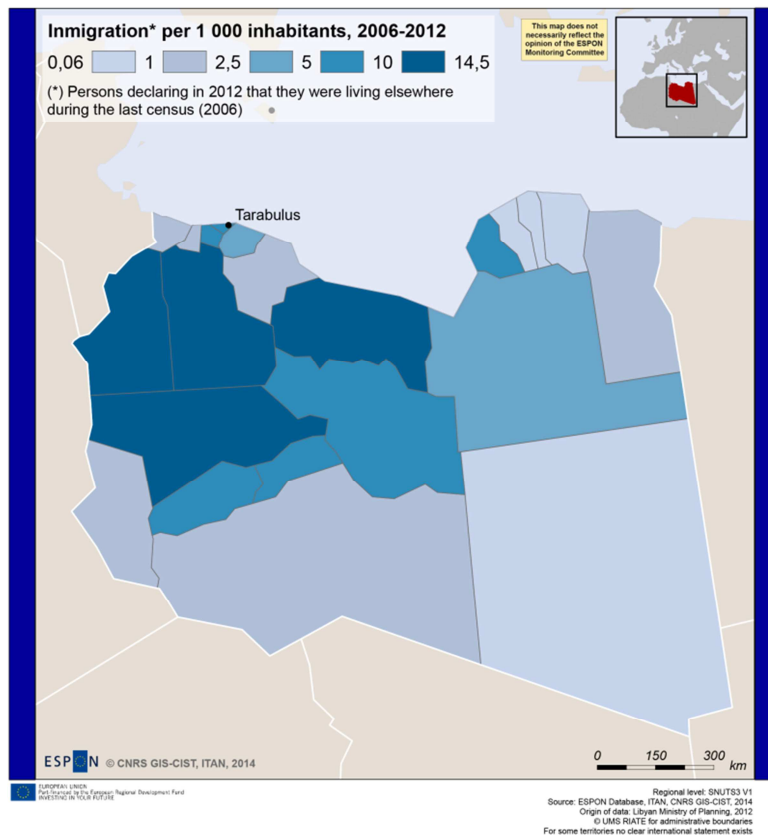 Inmigration* per 1 000 inhabitants, 2006-2012
0,06 1 2,5 5 10 14,5
(*) Persons declaring in 2012 that they were living elsewhere
during the last census (2006)
This map does not
necessarily reflect the
opinion of the ESPON
Monitoring Committee
Tarabulus
ESPON © CNRS GIS-CIST, ITAN, 2014
0 150 300
km
EUROPEAN UNION
Part-financed by the European Regional Development Fund
INVESTING IN YOUR FUTURE
Regional level: SNUTS3 V1
Source: ESPON Database, ITAN, CNRS GIS-CIST, 2014
Origin of data: Libyan Ministry of Planning, 2012
© UMS RIATE for administrative boundaries
For some territories no clear international statement exists